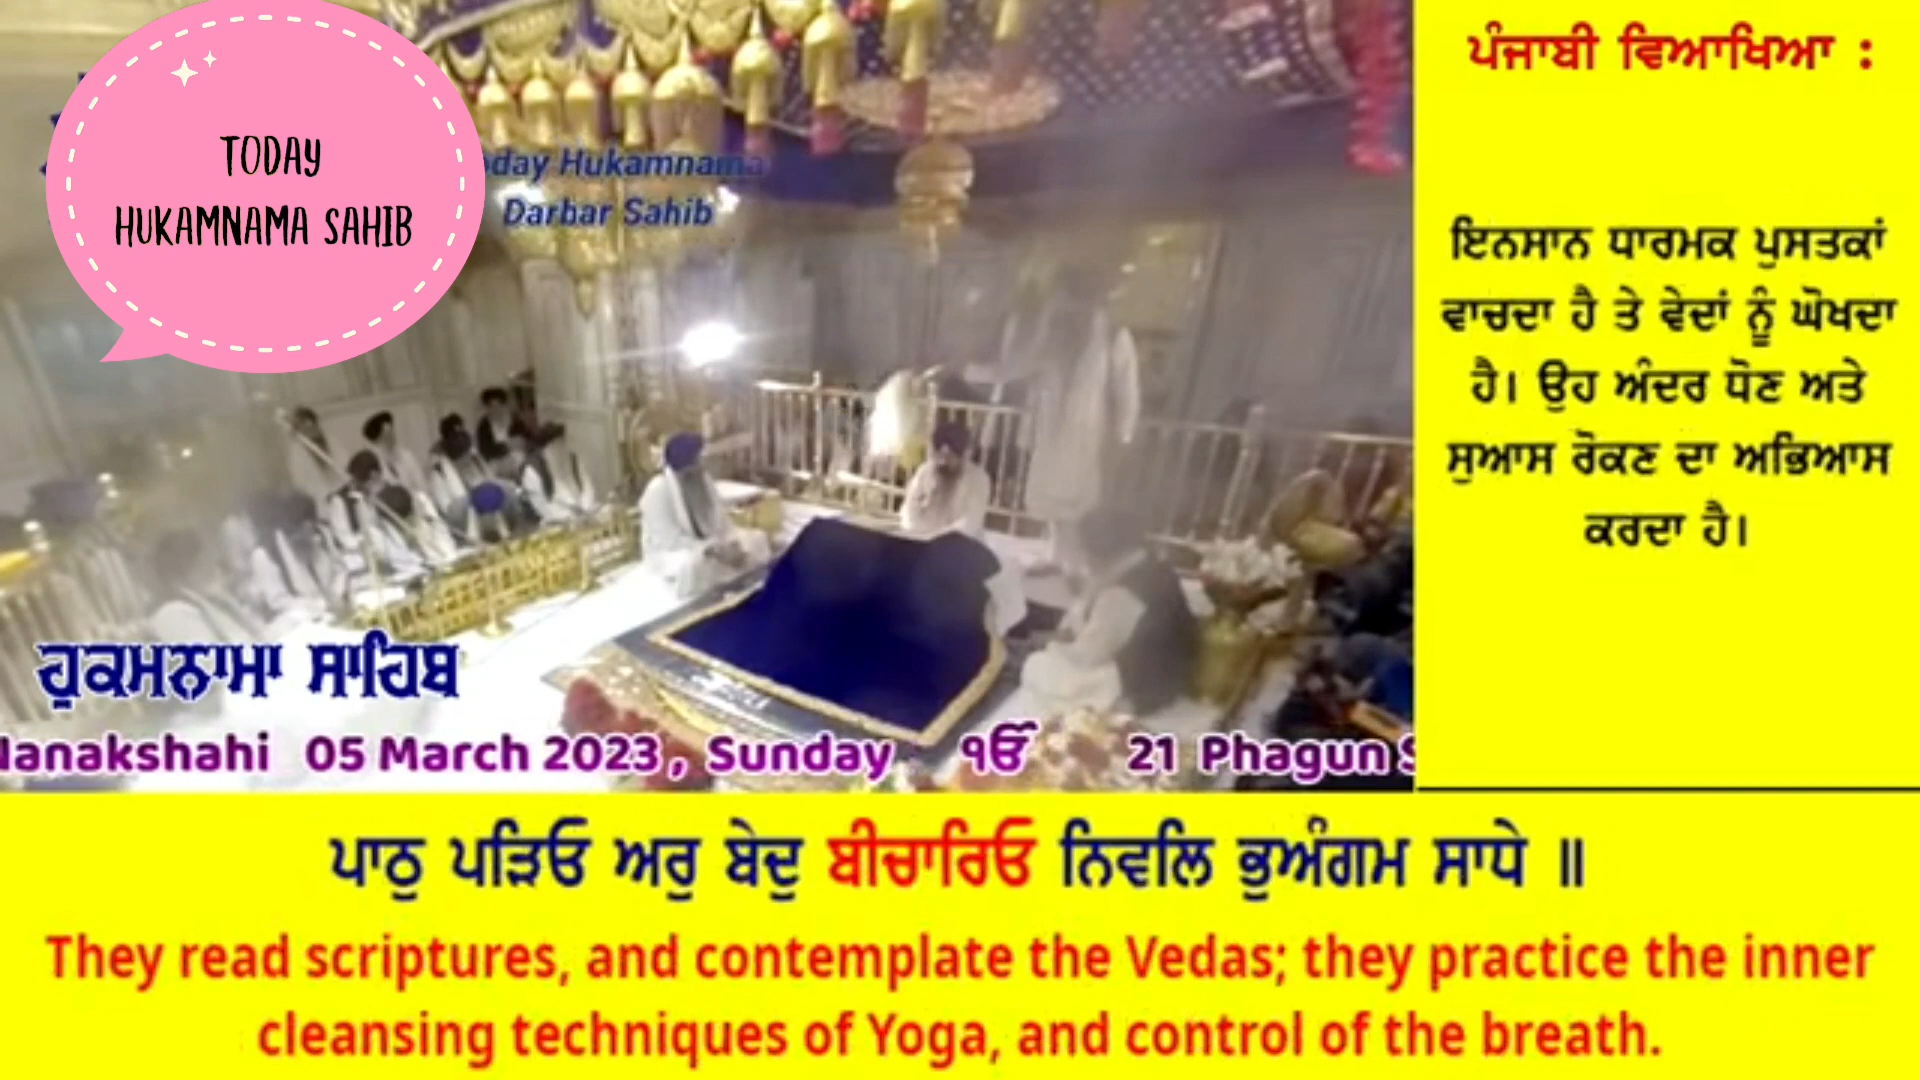 TODAY
HUKAMNAMA SAHIB
day Hukamnama
Darbar Sahib
ਪੰਜਾਬੀ ਵਿਆਖਿਆ :
ਇਨਸਾਨ ਧਾਰਮਕ ਪੁਸਤਕਾਂ
ਵਾਚਦਾ ਹੈ ਤੇ ਵੇਦਾਂ ਨੂੰ ਘੋਖਦਾ
ਹੈ। ਉਹ ਅੰਦਰ ਧੋਣ ਅਤੇ
ਸੁਆਸ ਰੋਕਣ ਦਾ ਅਭਿਆਸ
ਕਰਦਾ ਹੈ।
ਹੁਕਮਨਾਮਾ ਸਾਹਿਬ
Nanakshahi 05 March 2023, Sunday ੴ 21 Phagun S
ਪਾਠੁ ਪੜਿਓ ਅਰੁ ਬੇਦੁ ਬੀਚਾਰਿਓ ਨਿਵਲਿ ਭੁਅੰਗਮ ਸਾਧੇ ॥
They read scriptures, and contemplate the Vedas; they practice the inner
cleansing techniques of Yoga, and control of the breath.